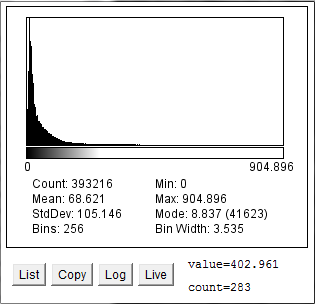 0 904.896
Count: 393216 Min: 0
Mean: 68.621 Max: 904.896
StdDev: 105.146 Mode: 8.837 (41623)
Bins: 256 Bin Width: 3.535
List Copy Log Live value=402.961
count=283